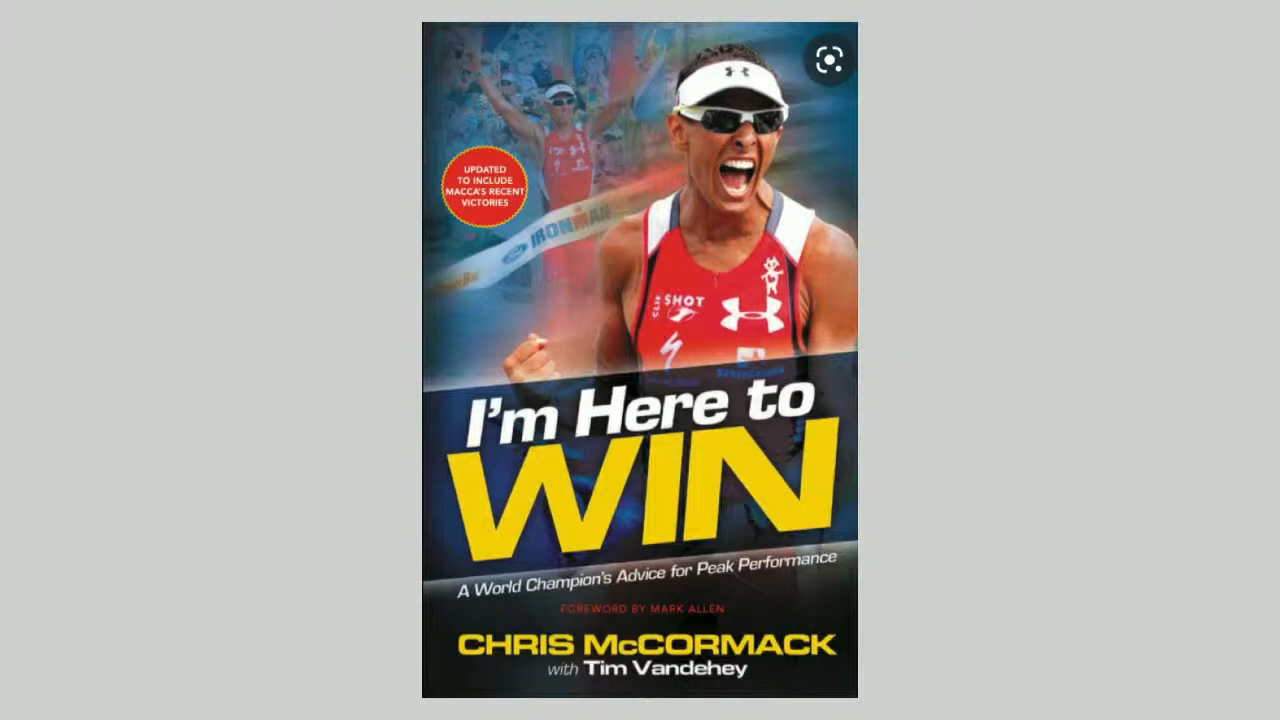 UPDATED
TO INCLUDE
MACCA'S RECENT
VICTORIES
IRONMAN
CLIP
SHOT
I'm Here to
WIN
A World Champion's Advice for Peak Performance
FOREWORD BY MARK ALLEN
CHRIS McCORMACK
with Tim Vandehey